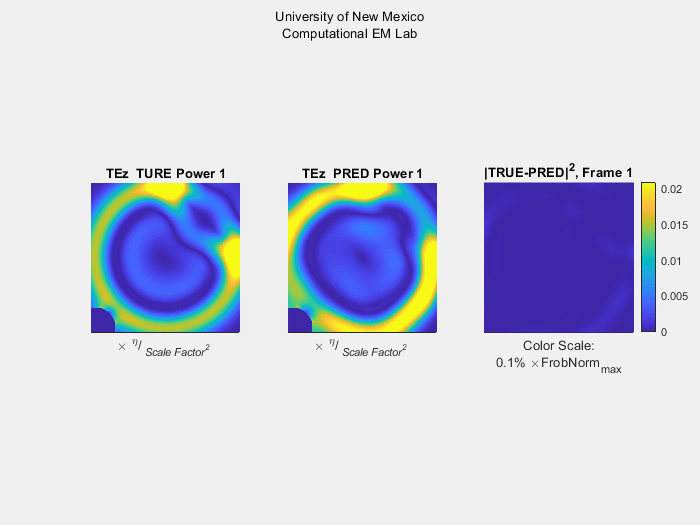 University of New Mexico
Computational EM Lab
TEz TURE Power 1
TEz PRED Power 1
|TRUE-PRED|², Frame 1
0.02
0.015
0.01
0.005
0
× η/ Scale Factor²
× η/ Scale Factor²
Color Scale:
0.1% ×FrobNorm_max